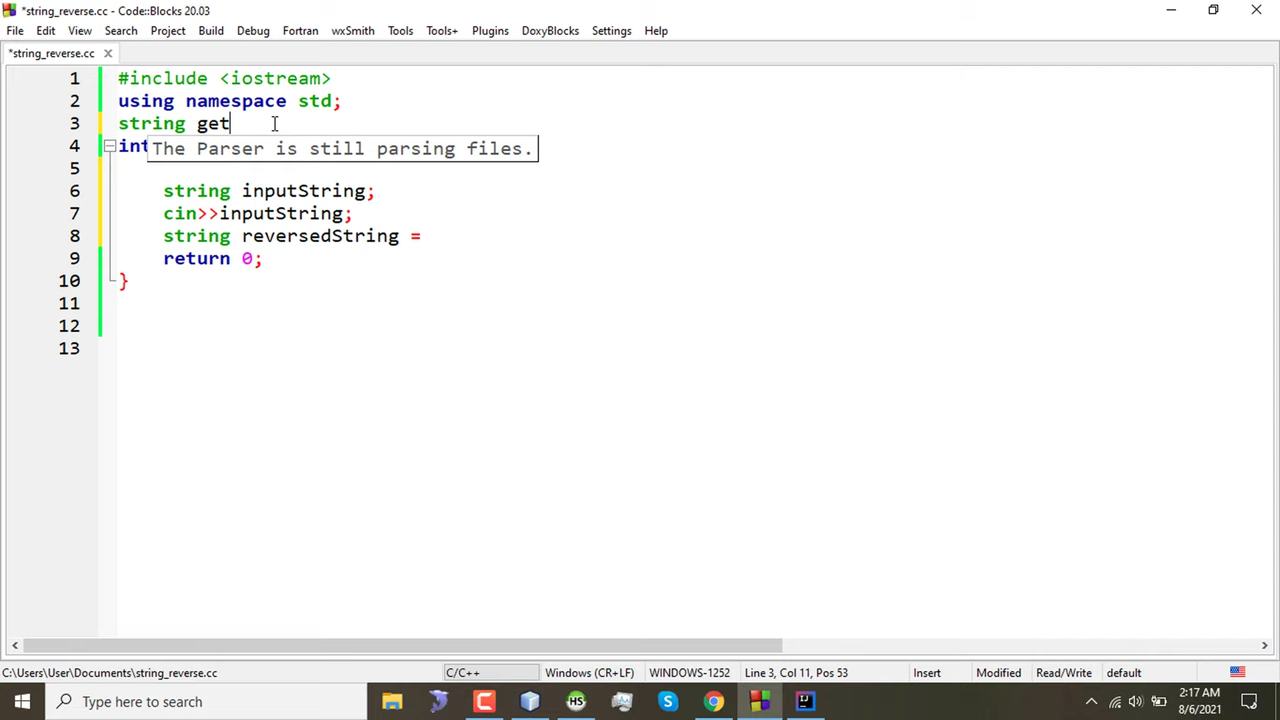 *string_reverse.cc - Code::Blocks 20.03
File Edit View Search Project Build Debug Fortran wxSmith Tools Tools+ Plugins DoxyBlocks Settings Help
*string_reverse.cc
1 #include <iostream>
2 using namespace std;
3 string get
4 int
The Parser is still parsing files.
5
6 string inputString;
7 cin>>inputString;
8 string reversedString =
9 return 0;
10 }
11
12
13
C:\Users\User\Documents\string_reverse.cc C/C++ Windows (CR+LF) WINDOWS-1252 Line 3, Col 11, Pos 53 Insert Modified Read/Write default
Type here to search
HS
2:17 AM
8/6/2021